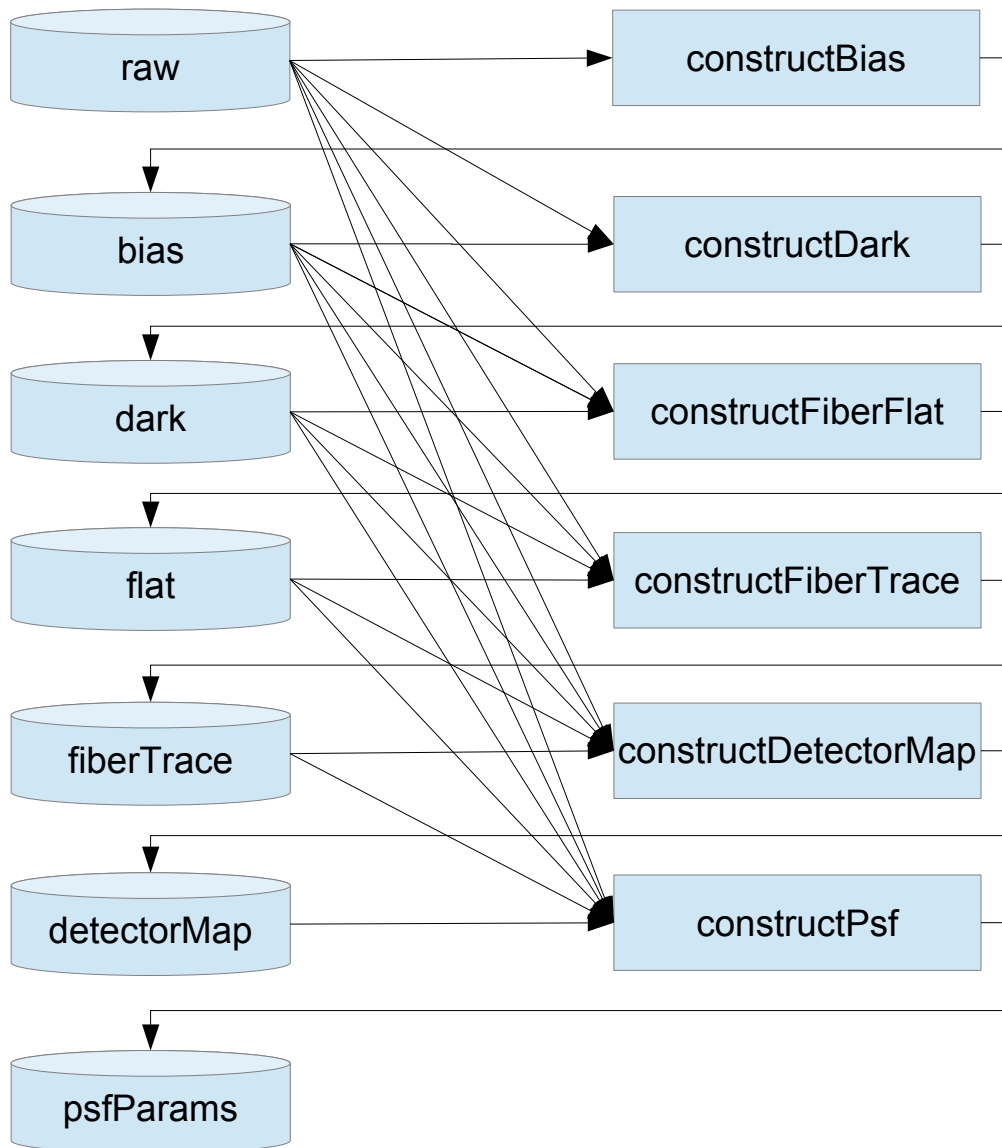 raw
constructBias
bias
constructDark
dark
constructFiberFlat
flat
constructFiberTrace
fiberTrace
constructDetectorMap
detectorMap
constructPsf
psfParams